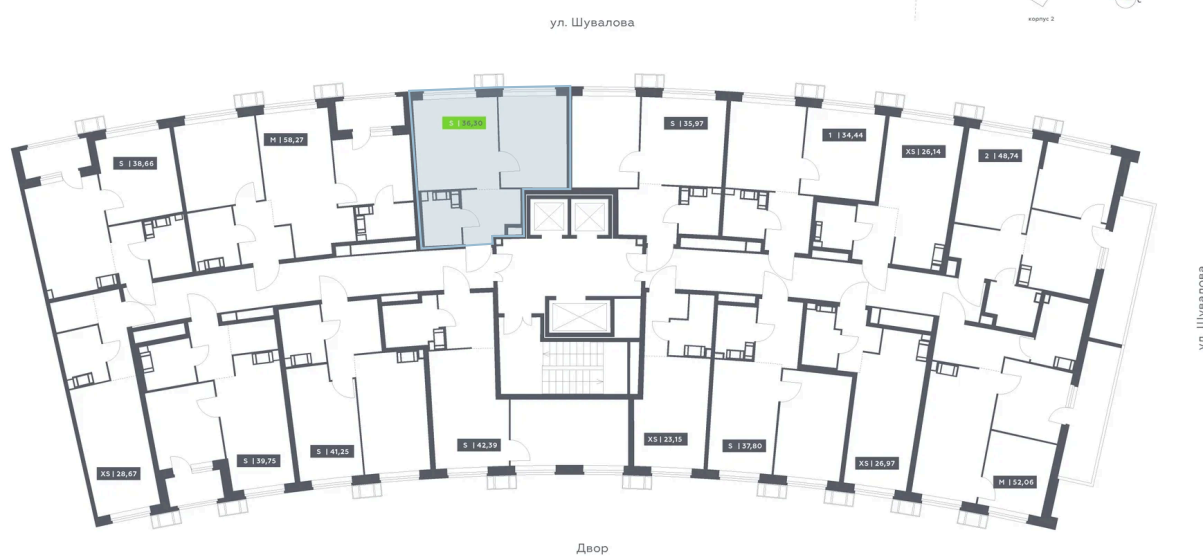 корпус 2
ул. Шувалова
S | 38,66
M | 58,27
S | 36,30
S | 35,97
1 | 34,44
XS | 26,14
2 | 48,74
ул. Шувалова
XS | 28,67
S | 39,75
S | 41,25
S | 42,39
XS | 23,15
S | 37,80
XS | 26,97
M | 52,06
Двор